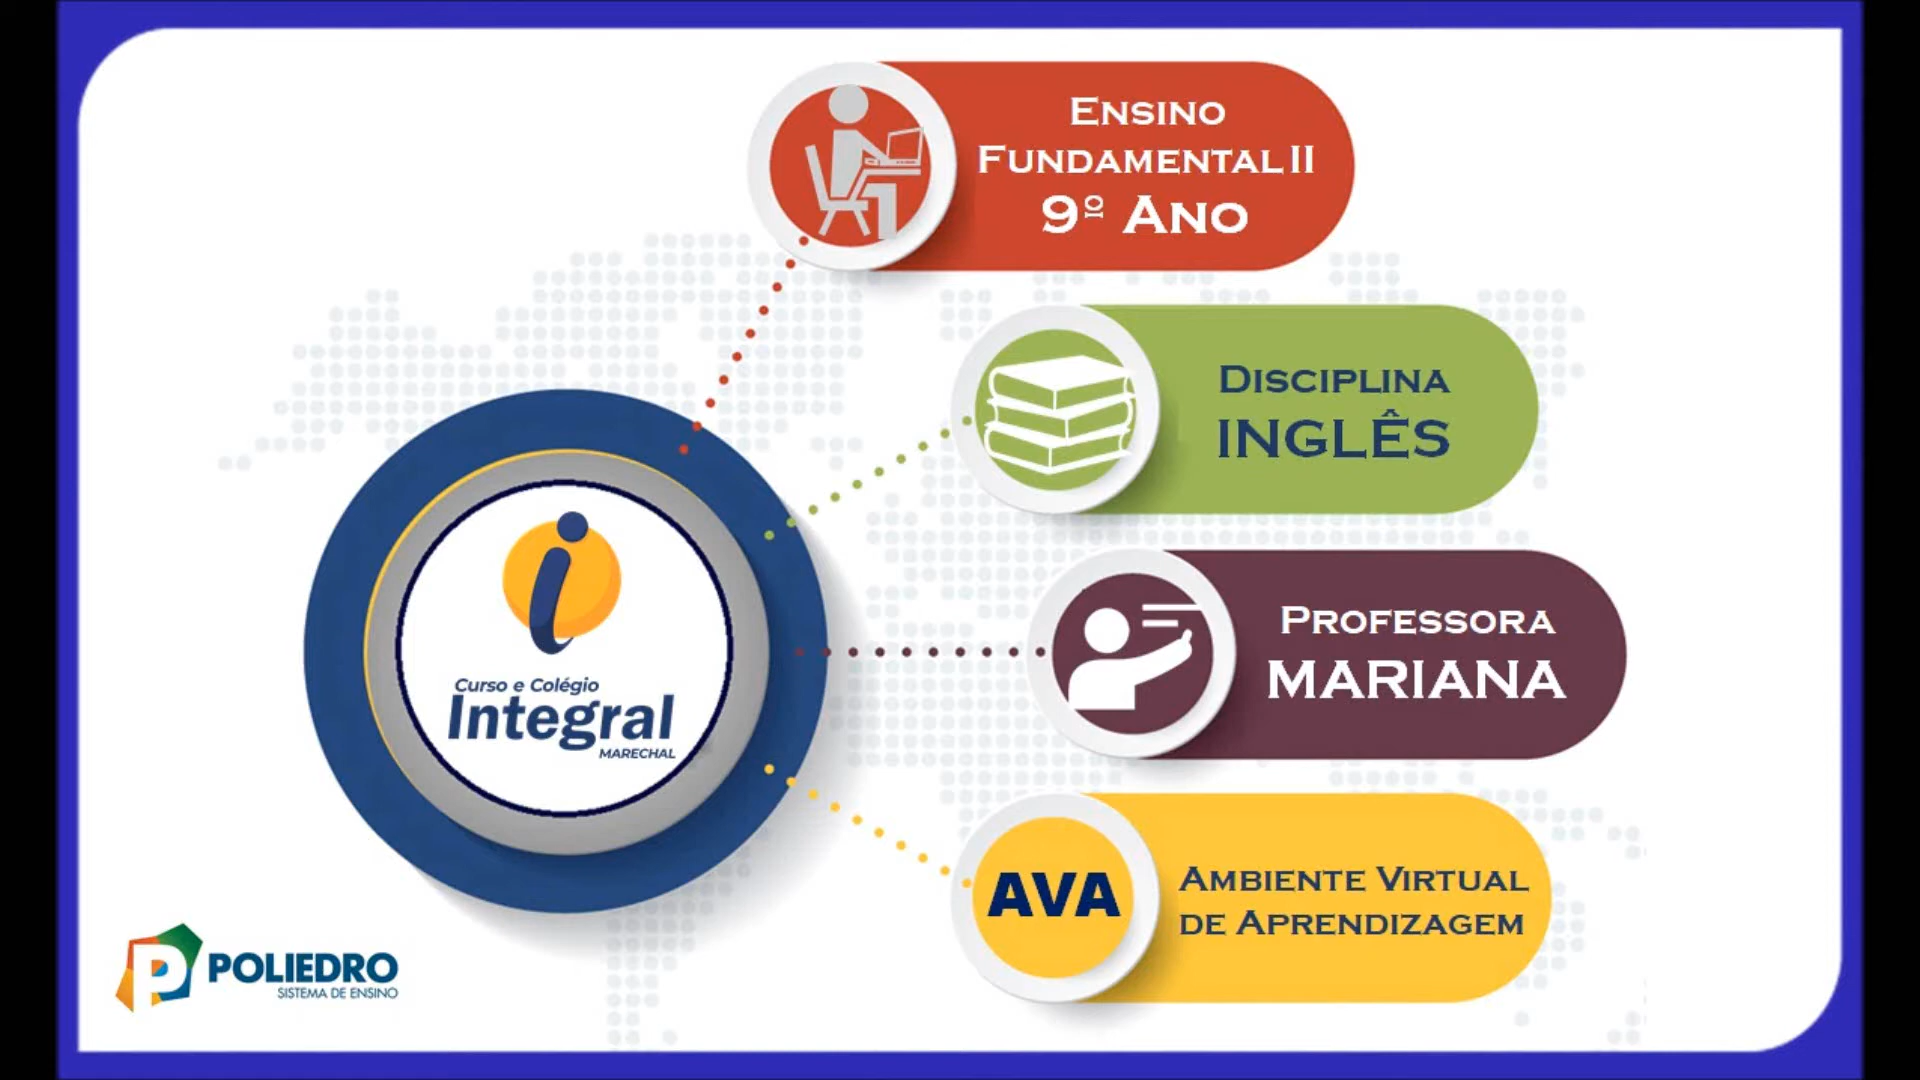 Ensino
Fundamental II
9º Ano
Disciplina
INGLÊS
Curso e Colégio
Integral
MARECHAL
Professora
MARIANA
AVA
Ambiente Virtual
de Aprendizagem
P
POLIEDRO
SISTEMA DE ENSINO